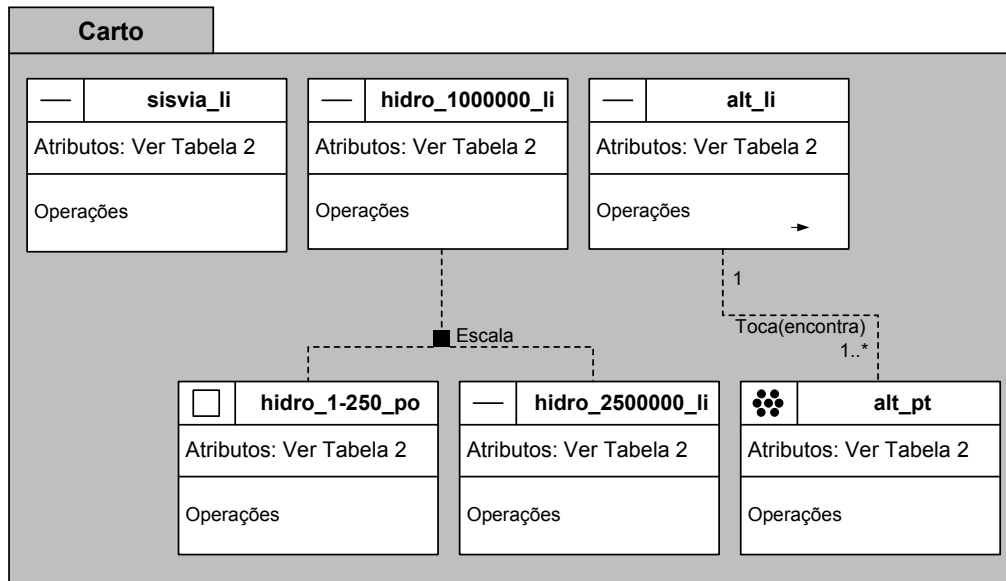 Carto
sisvia_li
hidro_1000000_li
alt_li
Atributos: Ver Tabela 2
Atributos: Ver Tabela 2
Atributos: Ver Tabela 2
Operações
Operações
Operações
1
Escala
Toca(encontra)
1..*
hidro_1-250_po
hidro_2500000_li
alt_pt
Atributos: Ver Tabela 2
Atributos: Ver Tabela 2
Atributos: Ver Tabela 2
Operações
Operações
Operações